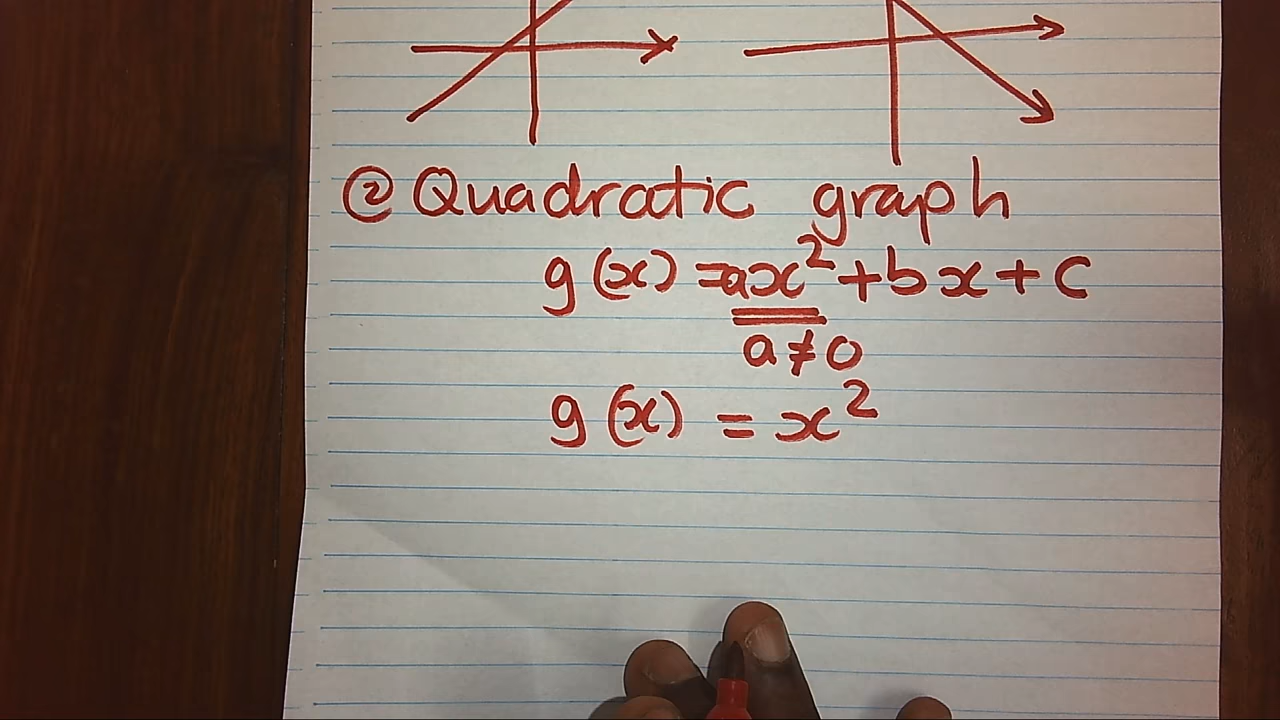 ② Quadratic graph
g(x) = ax² + bx + c
a ≠ 0
g(x) = x²